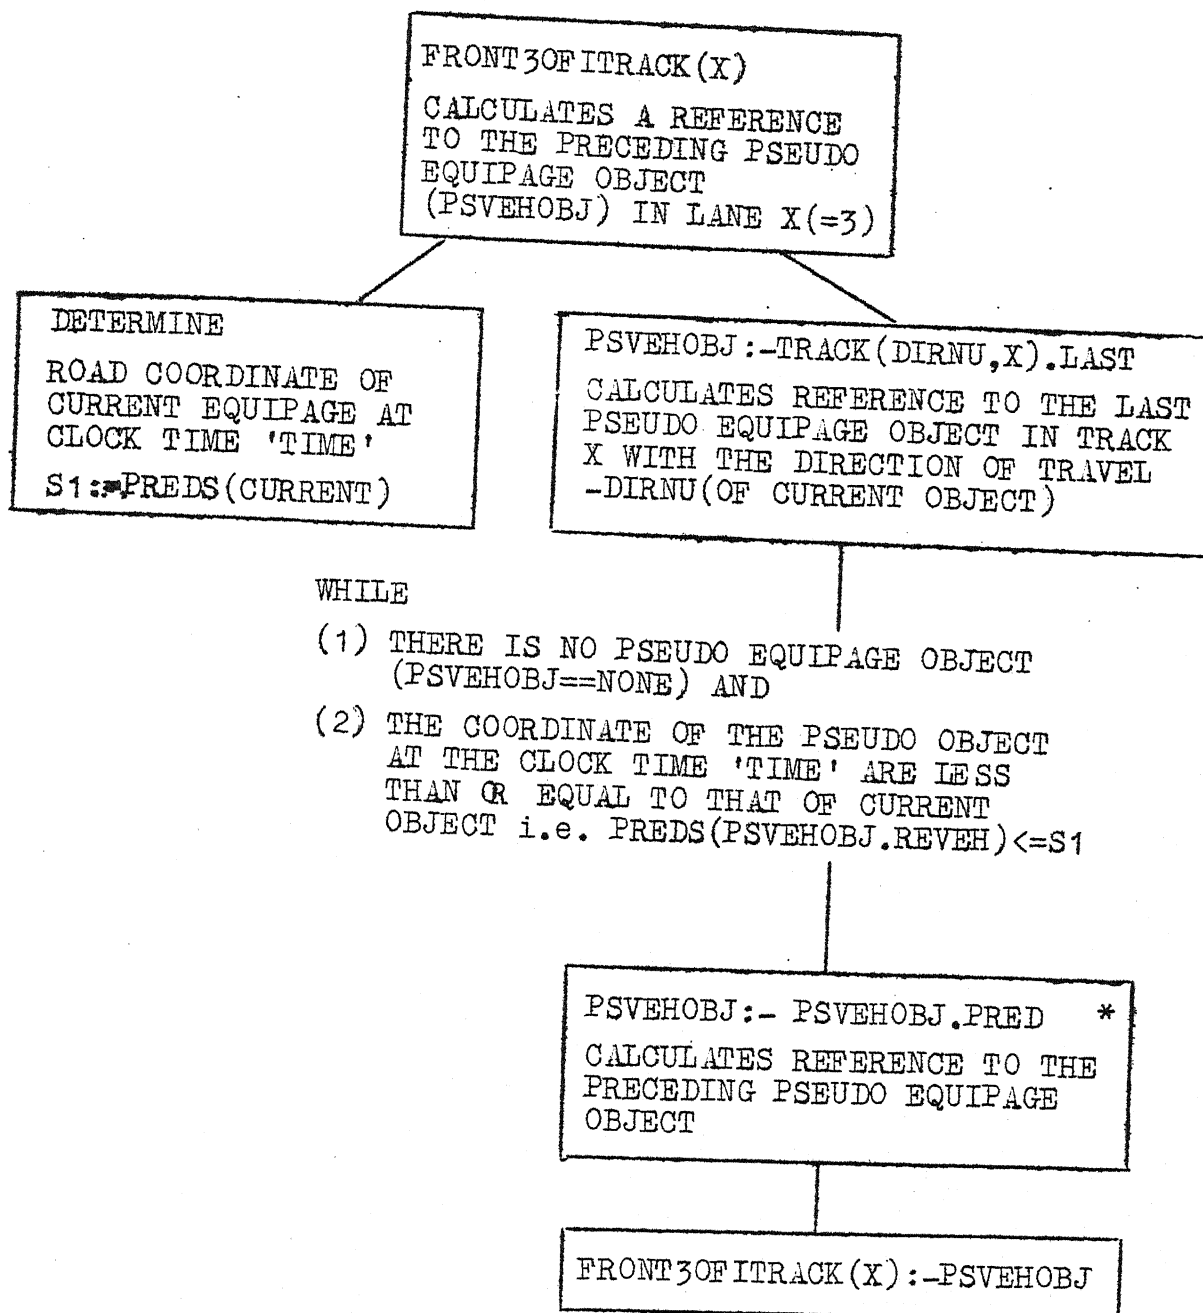 FRONT3OFITRACK(X)
CALCULATES A REFERENCE
TO THE PRECEDING PSEUDO
EQUIPAGE OBJECT
(PSVEHOBJ) IN LANE X(=3)
DETERMINE
ROAD COORDINATE OF
CURRENT EQUIPAGE AT
CLOCK TIME 'TIME'
S1:=PREDS(CURRENT)
PSVEHOBJ:-TRACK(DIRNU,X).LAST
CALCULATES REFERENCE TO THE LAST
PSEUDO EQUIPAGE OBJECT IN TRACK
X WITH THE DIRECTION OF TRAVEL
-DIRNU(OF CURRENT OBJECT)
WHILE
(1) THERE IS NO PSEUDO EQUIPAGE OBJECT
(PSVEHOBJ==NONE) AND
(2) THE COORDINATE OF THE PSEUDO OBJECT
AT THE CLOCK TIME 'TIME' ARE LESS
THAN OR EQUAL TO THAT OF CURRENT
OBJECT i.e. PREDS(PSVEHOBJ.REVEH)<=S1
PSVEHOBJ:- PSVEHOBJ.PRED *
CALCULATES REFERENCE TO THE
PRECEDING PSEUDO EQUIPAGE
OBJECT
FRONT3OFITRACK(X):-PSVEHOBJ